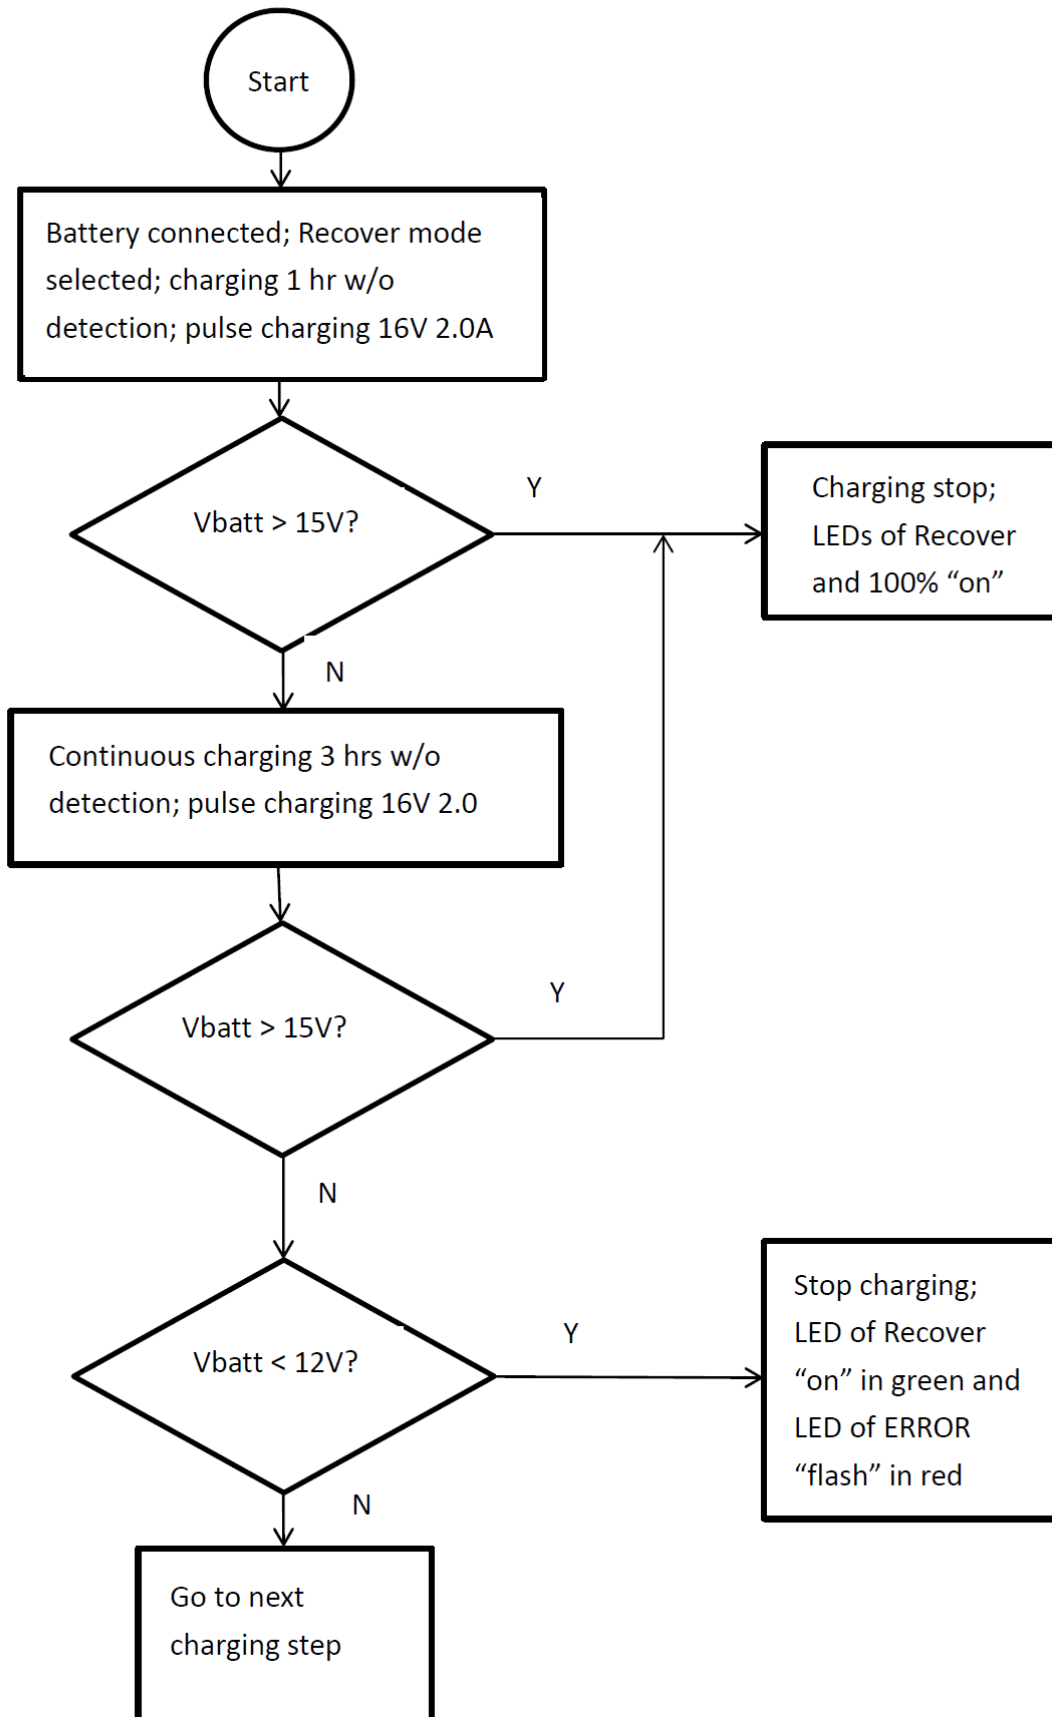 Start
Battery connected; Recover mode
selected; charging 1 hr w/o
detection; pulse charging 16V 2.0A
Vbatt > 15V?
Y
Charging stop;
LEDs of Recover
and 100% “on”
N
Continuous charging 3 hrs w/o
detection; pulse charging 16V 2.0
Vbatt > 15V?
Y
N
Vbatt < 12V?
Y
Stop charging;
LED of Recover
“on” in green and
LED of ERROR
“flash” in red
N
Go to next
charging step